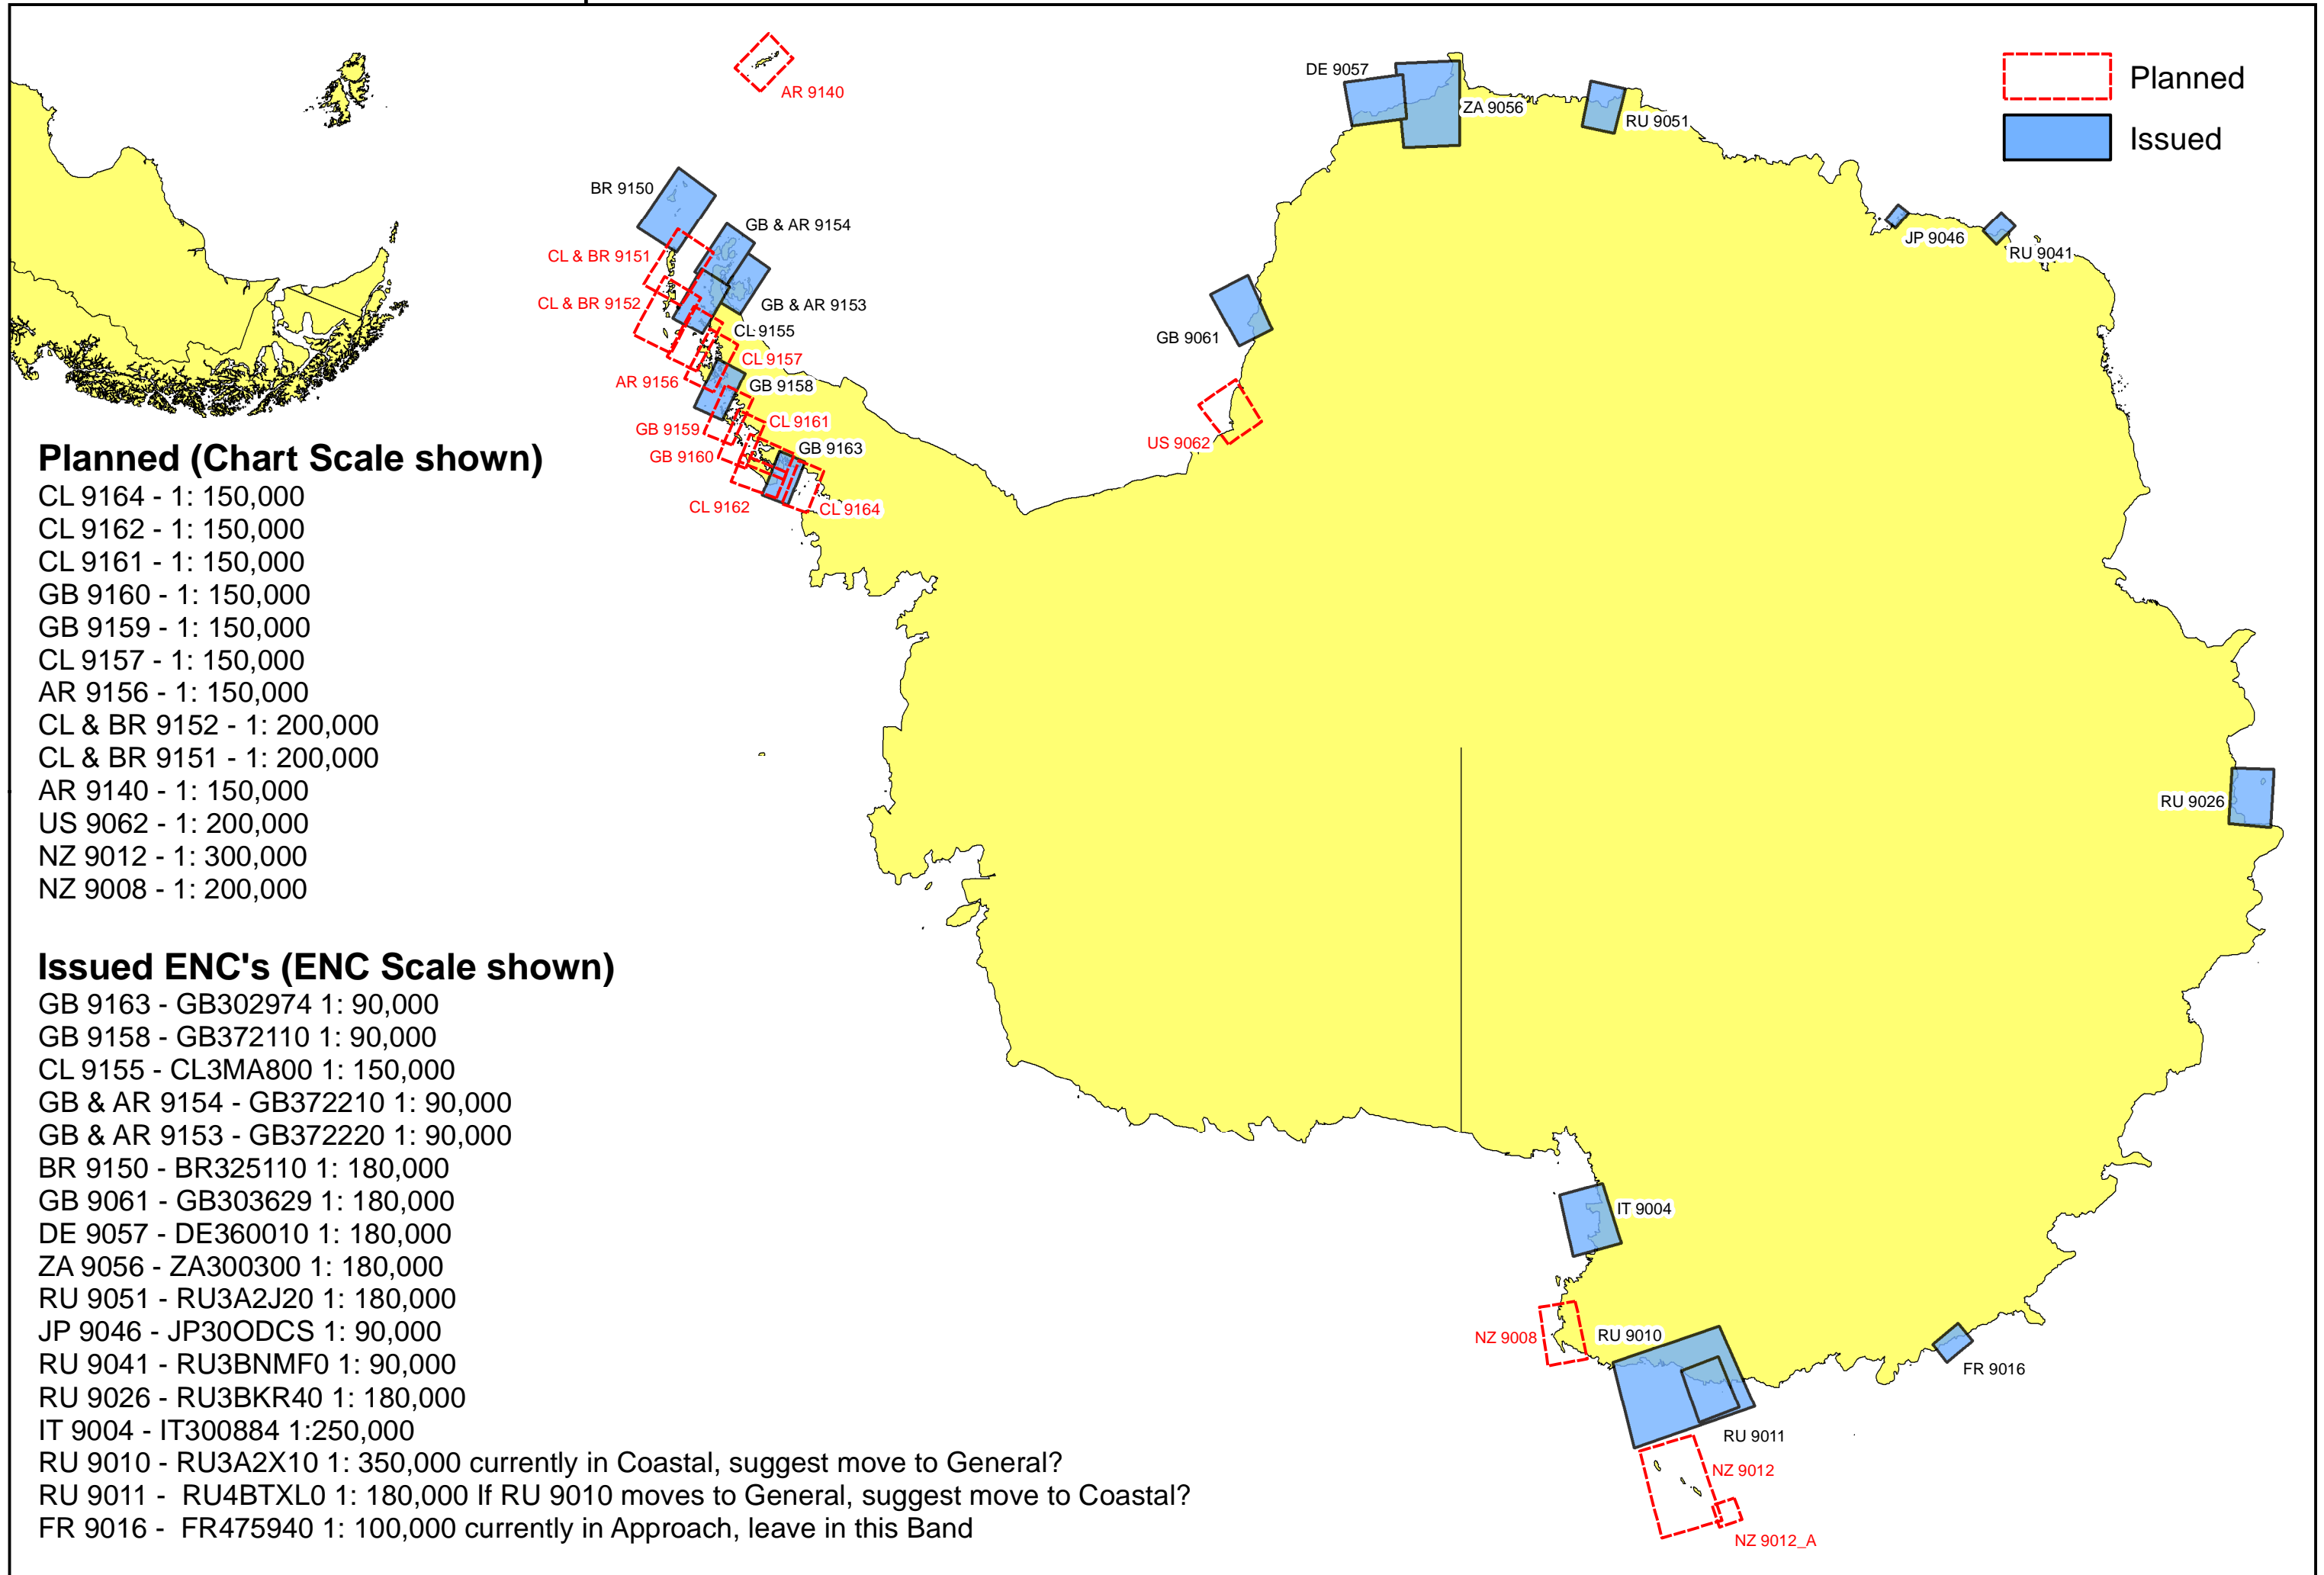 AR 9140
DE 9057
ZA 9056
RU 9051
Planned
Issued
BR 9150
GB & AR 9154
CL & BR 9151
CL & BR 9152
GB & AR 9153
CL 9155
CL 9157
AR 9156
GB 9158
GB 9159
CL 9161
GB 9160
GB 9163
CL 9162
CL 9164
JP 9046
RU 9041
GB 9061
US 9062
RU 9026
IT 9004
NZ 9008
RU 9010
FR 9016
RU 9011
NZ 9012
NZ 9012_A
Planned (Chart Scale shown)
CL 9164 - 1: 150,000
CL 9162 - 1: 150,000
CL 9161 - 1: 150,000
GB 9160 - 1: 150,000
GB 9159 - 1: 150,000
CL 9157 - 1: 150,000
AR 9156 - 1: 150,000
CL & BR 9152 - 1: 200,000
CL & BR 9151 - 1: 200,000
AR 9140 - 1: 150,000
US 9062 - 1: 200,000
NZ 9012 - 1: 300,000
NZ 9008 - 1: 200,000
Issued ENC's (ENC Scale shown)
GB 9163 - GB302974 1: 90,000
GB 9158 - GB372110 1: 90,000
CL 9155 - CL3MA800 1: 150,000
GB & AR 9154 - GB372210 1: 90,000
GB & AR 9153 - GB372220 1: 90,000
BR 9150 - BR325110 1: 180,000
GB 9061 - GB303629 1: 180,000
DE 9057 - DE360010 1: 180,000
ZA 9056 - ZA300300 1: 180,000
RU 9051 - RU3A2J20 1: 180,000
JP 9046 - JP30ODCS 1: 90,000
RU 9041 - RU3BNMF0 1: 90,000
RU 9026 - RU3BKR40 1: 180,000
IT 9004 - IT300884 1:250,000
RU 9010 - RU3A2X10 1: 350,000 currently in Coastal, suggest move to General?
RU 9011 -  RU4BTXL0 1: 180,000 If RU 9010 moves to General, suggest move to Coastal?
FR 9016 -  FR475940 1: 100,000 currently in Approach, leave in this Band